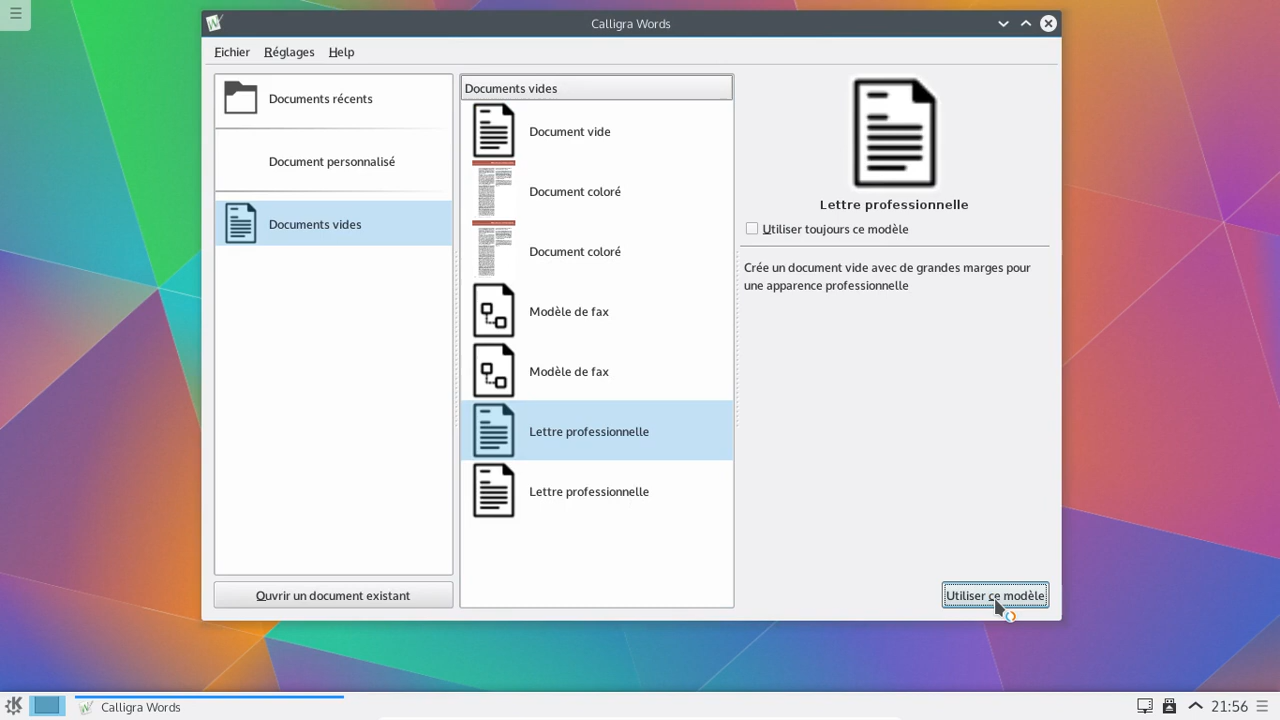 Calligra Words
Fichier Réglages Help
Documents récents
Document personnalisé
Documents vides
Ouvrir un document existant
Documents vides
Document vide
Document coloré
Document coloré
Modèle de fax
Modèle de fax
Lettre professionnelle
Lettre professionnelle
Lettre professionnelle
Utiliser toujours ce modèle
Crée un document vide avec de grandes marges pour
une apparence professionnelle
Utiliser ce modèle
Calligra Words
21:56